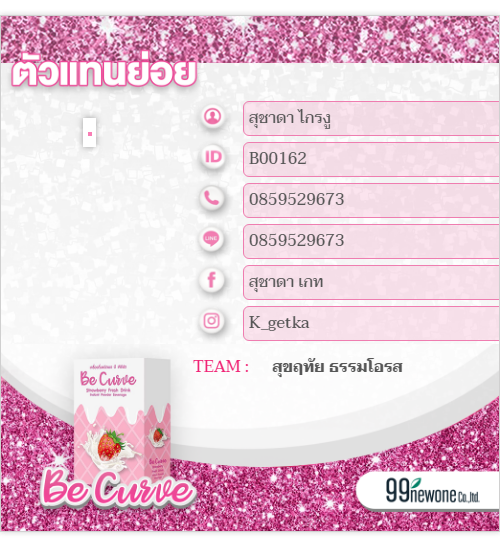 ตัวแทนย่อย
สุชาดา ไกรงู
ID B00162
0859529673
LINE 0859529673
f สุชาดา เกท
K_getka
TEAM : สุขฤทัย ธรรมโอรส
Be Curve
Strawberry Fresh Drink
Be Curve
Be Curve
99newone Co.,ltd.